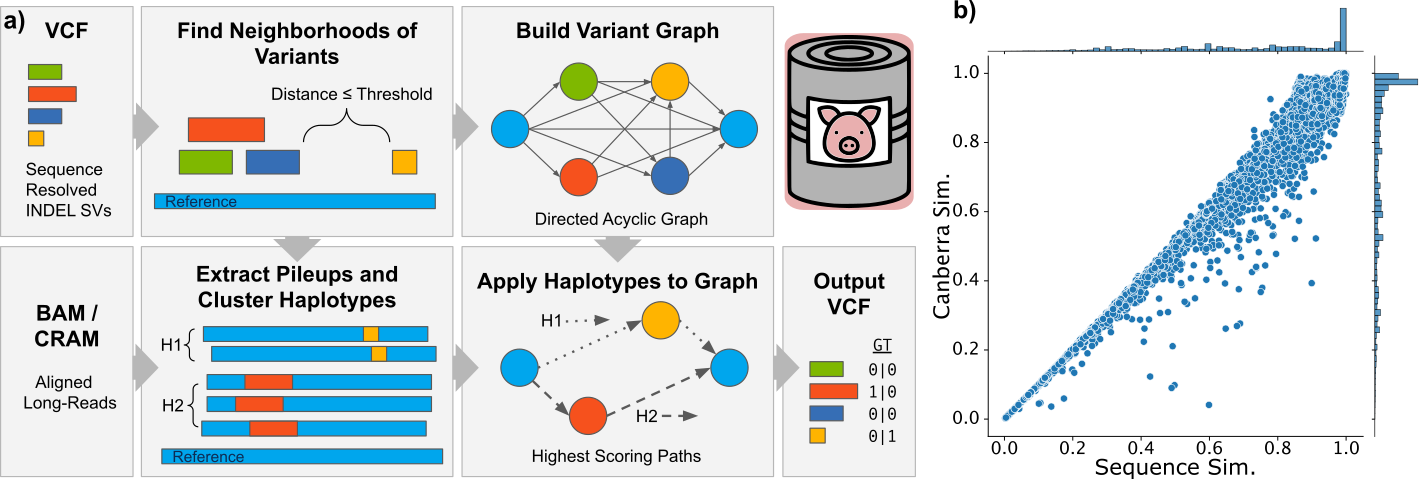 a)
VCF
Sequence
Resolved
INDEL SVs
Find Neighborhoods of
Variants
Distance ≤ Threshold
Reference
Build Variant Graph
Directed Acyclic Graph
BAM /
CRAM
Aligned
Long-Reads
Extract Pileups and
Cluster Haplotypes
H1
H2
Reference
Apply Haplotypes to Graph
H1
H2
Highest Scoring Paths
Output
VCF
GT
0|0
1|0
0|0
0|1
b)
Canberra Sim.
1.0
0.8
0.6
0.4
0.2
0.0
0.0 0.2 0.4 0.6 0.8 1.0
Sequence Sim.